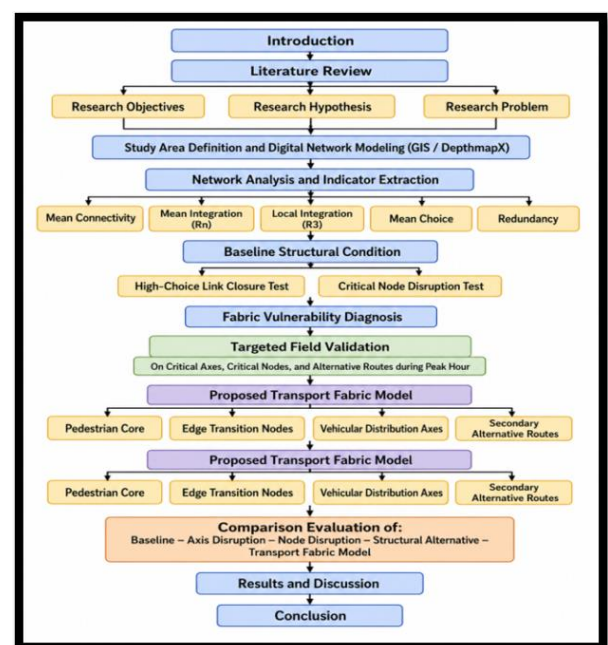 Introduction
Literature Review
Research Objectives
Research Hypothesis
Research Problem
Study Area Definition and Digital Network Modeling (GIS / DepthmapX)
Network Analysis and Indicator Extraction
Mean Connectivity
Mean Integration
(Rn)
Local Integration
(R3)
Mean Choice
Redundancy
Baseline Structural Condition
High-Choice Link Closure Test
Critical Node Disruption Test
Fabric Vulnerability Diagnosis
Targeted Field Validation
On Critical Axes, Critical Nodes, and Alternative Routes during Peak Hour
Proposed Transport Fabric Model
Pedestrian Core
Edge Transition Nodes
Vehicular Distribution Axes
Secondary
Alternative Routes
Proposed Transport Fabric Model
Pedestrian Core
Edge Transition Nodes
Vehicular Distribution Axes
Secondary
Alternative Routes
Comparison Evaluation of:
Baseline – Axis Disruption – Node Disruption – Structural Alternative –
Transport Fabric Model
Results and Discussion
Conclusion